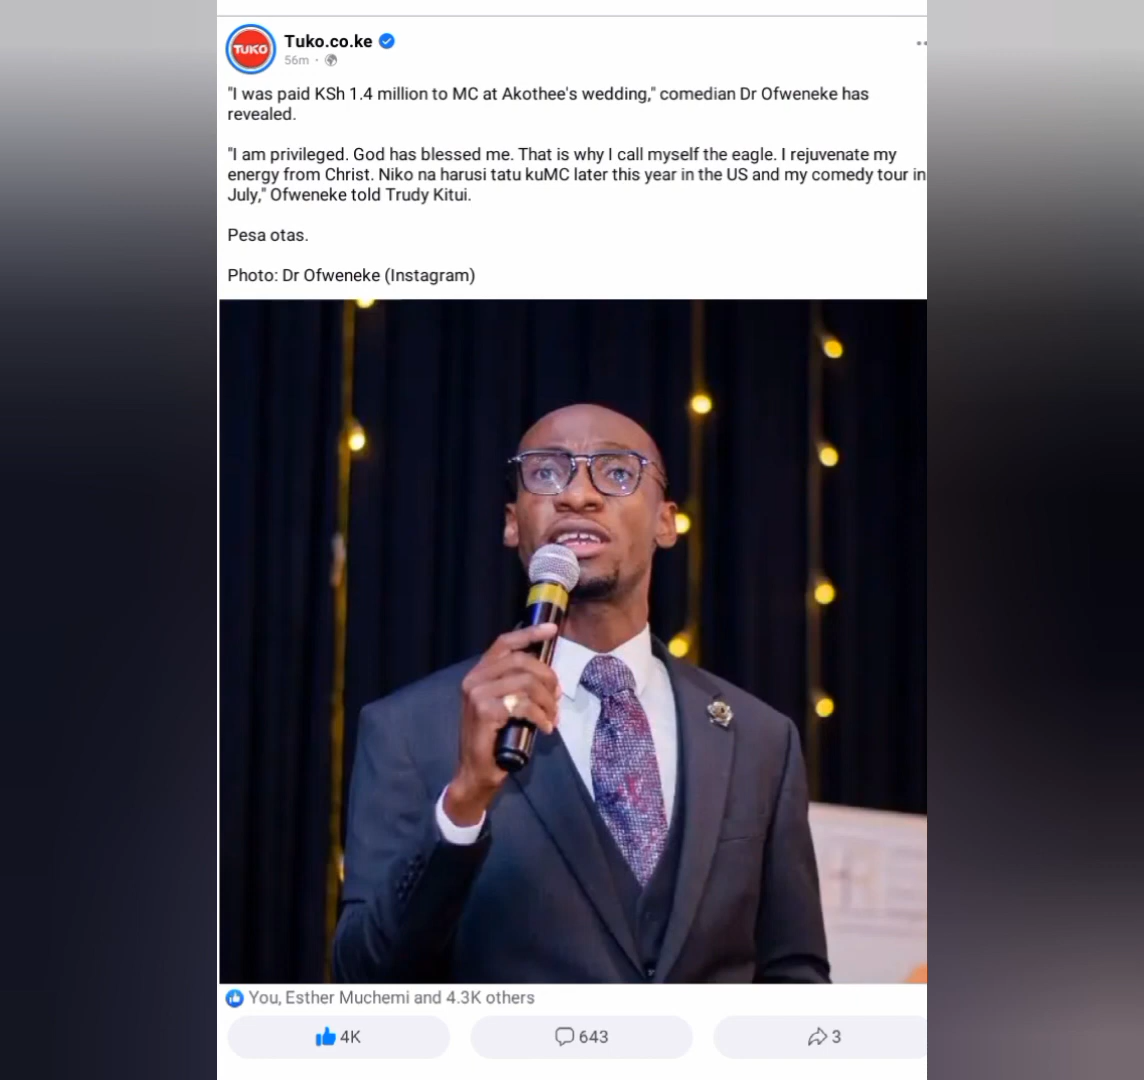 TUKO
Tuko.co.ke
56m
"I was paid KSh 1.4 million to MC at Akothee's wedding," comedian Dr Ofweneke has
revealed.
"I am privileged. God has blessed me. That is why I call myself the eagle. I rejuvenate my
energy from Christ. Niko na harusi tatu kuMC later this year in the US and my comedy tour in
July," Ofweneke told Trudy Kitui.
Pesa otas.
Photo: Dr Ofweneke (Instagram)
You, Esther Muchemi and 4.3K others
4K
643
3